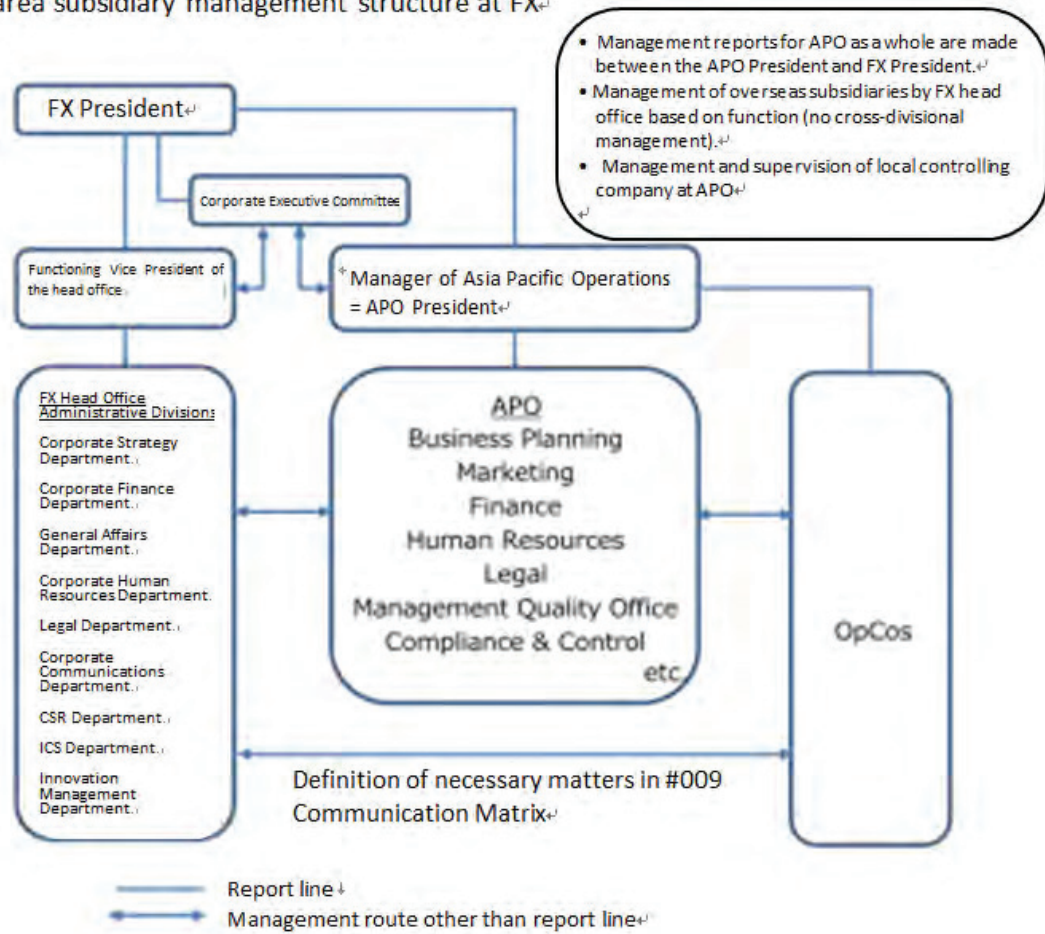 area subsidiary management structure at FX
• Management reports for APO as a whole are made
between the APO President and FX President.
• Management of overseas subsidiaries by FX head
office based on function (no cross-divisional
management).
• Management and supervision of local controlling
company at APO
FX President
Corporate Executive Committee
Functioning Vice President of
the head office
Manager of Asia Pacific Operations
= APO President
FX Head Office
Administrative Divisions
Corporate Strategy
Department.
Corporate Finance
Department.
General Affairs
Department.
Corporate Human
Resources Department.
Legal Department.
Corporate
Communications
Department.
CSR Department.
ICS Department.
Innovation
Management
Department.
APO
Business Planning
Marketing
Finance
Human Resources
Legal
Management Quality Office
Compliance & Control
etc
OpCos
Definition of necessary matters in #009
Communication Matrix
Report line
Management route other than report line